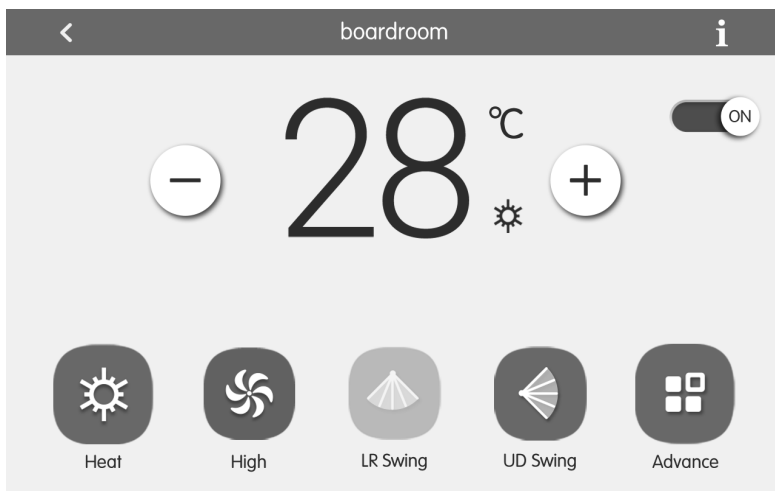 boardroom
i
28 °C
ON
− +
Heat High LR Swing UD Swing Advance